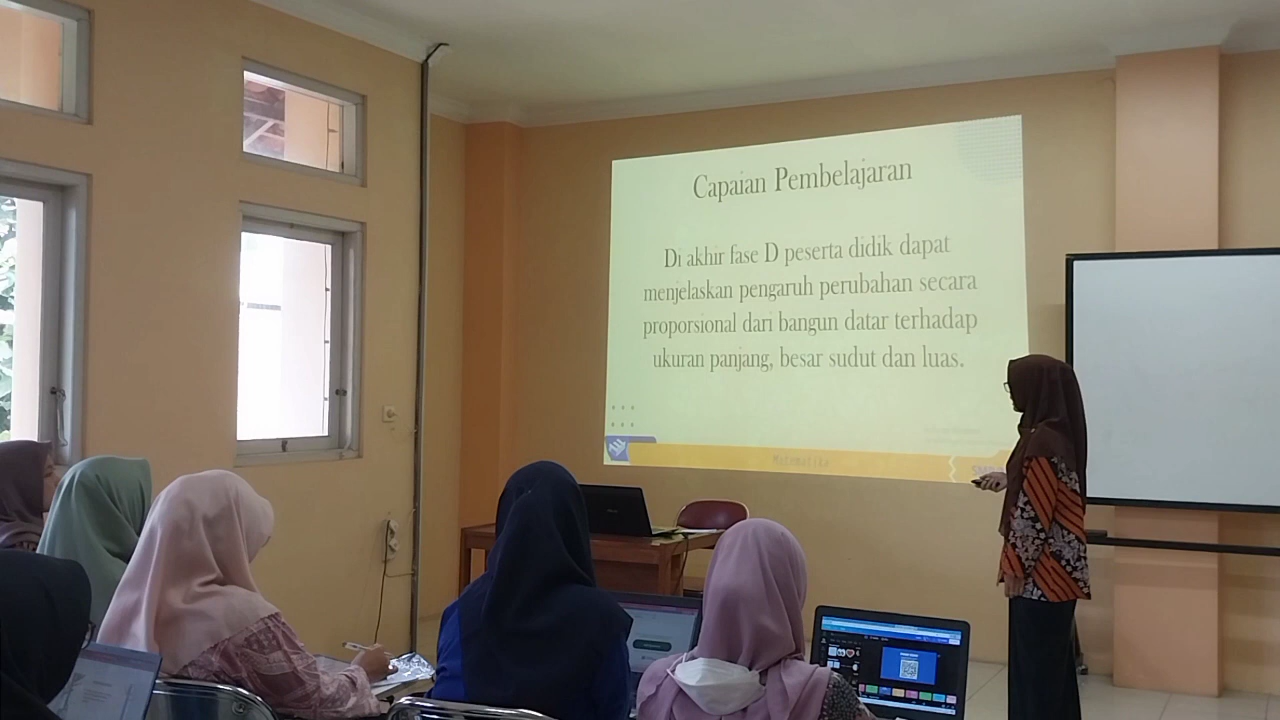 Capaian Pembelajaran
Di akhir fase D peserta didik dapat
menjelaskan pengaruh perubahan secara
proporsional dari bangun datar terhadap
ukuran panjang, besar sudut dan luas.
Matematika